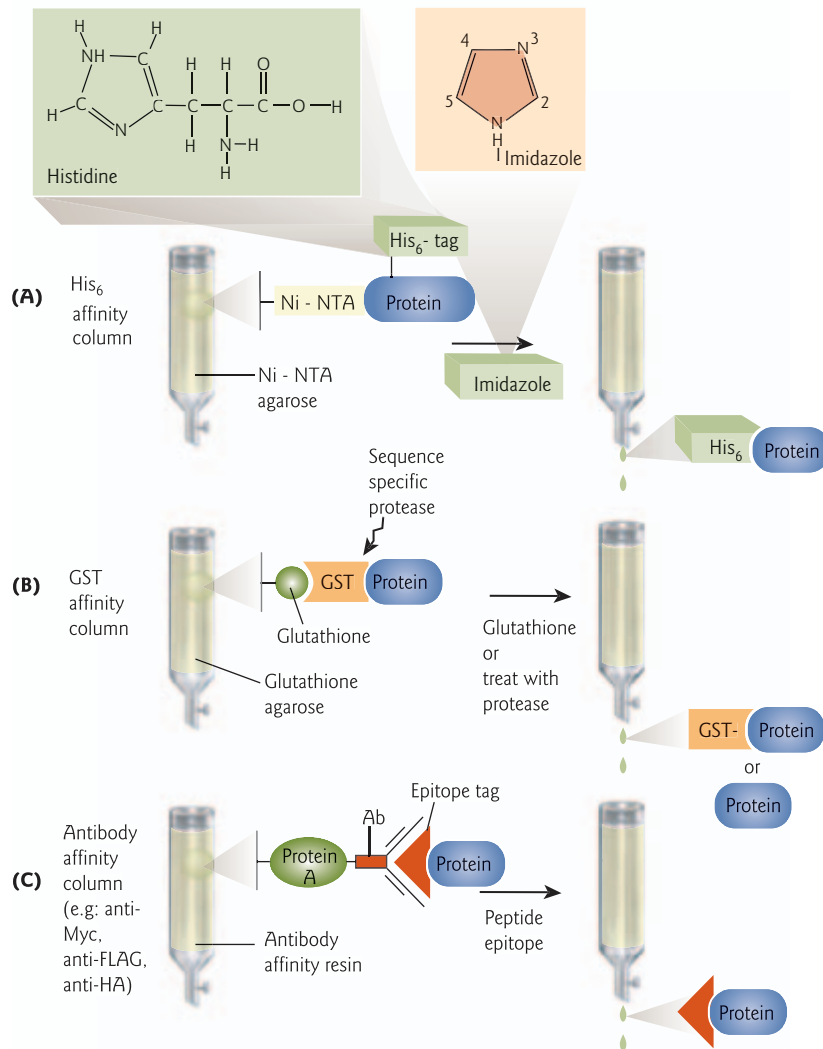 H
NH
C
H
H
C
N
C
H
C
H
H
C
N
H
H
O
C
O
H
Histidine
4
N
3
5
2
N
H
1
Imidazole
His6- tag
(A)
His6
affinity
column
Ni - NTA
Protein
Ni - NTA
agarose
Imidazole
His6
Protein
Sequence
specific
protease
(B)
GST
affinity
column
GST
Protein
Glutathione
Glutathione
agarose
Glutathione
or
treat with
protease
GST-
Protein
or
Protein
(C)
Antibody
affinity
column
(e.g: anti-
Myc,
anti-FLAG,
anti-HA)
Protein
A
Ab
Epitope tag
Protein
Antibody
affinity resin
Peptide
epitope
Protein